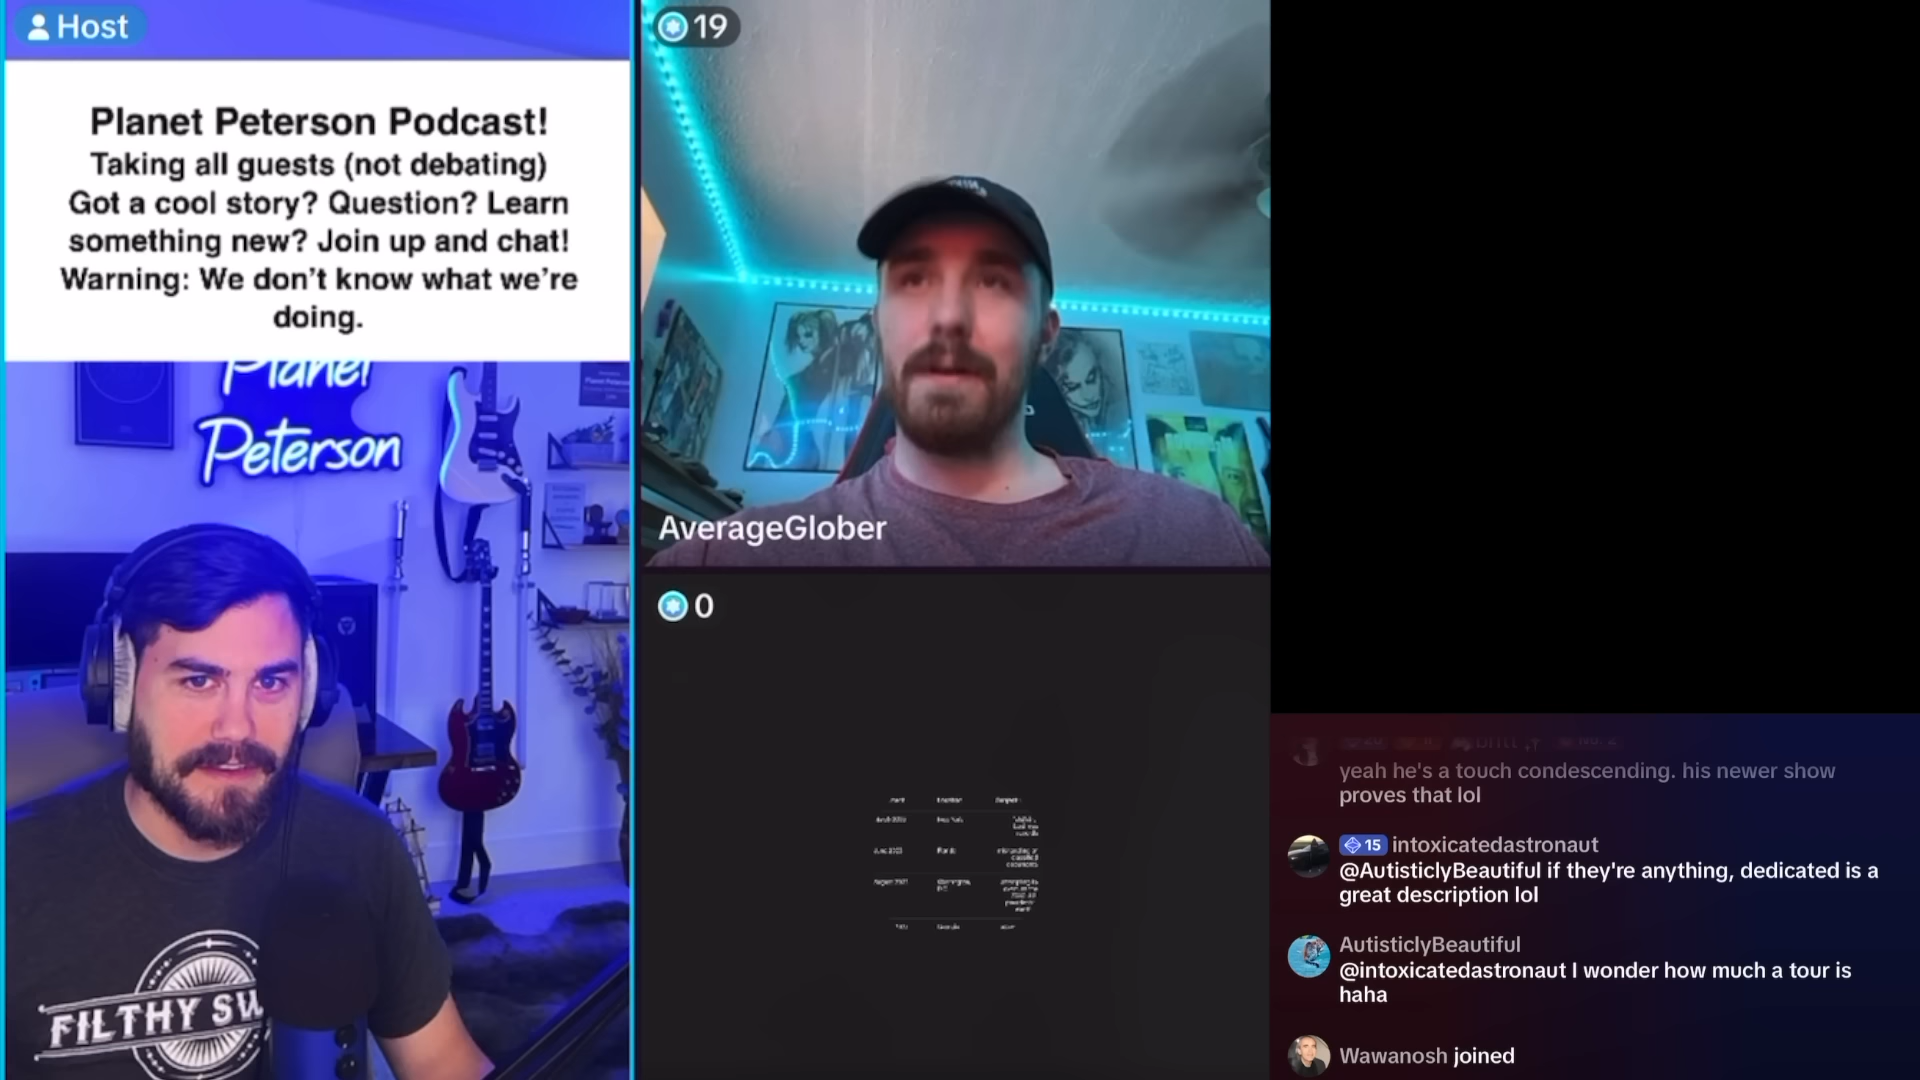 Host
Planet Peterson Podcast!
Taking all guests (not debating)
Got a cool story? Question? Learn
something new? Join up and chat!
Warning: We don’t know what we’re
doing.
Planet
Peterson
FILTHY SW
19
AverageGlober
0
yeah he's a touch condescending. his newer show
proves that lol
15 intoxicatedastronaut
@AutisticlyBeautiful if they're anything, dedicated is a
great description lol
AutisticlyBeautiful
@intoxicatedastronaut I wonder how much a tour is
haha
Wawanosh joined